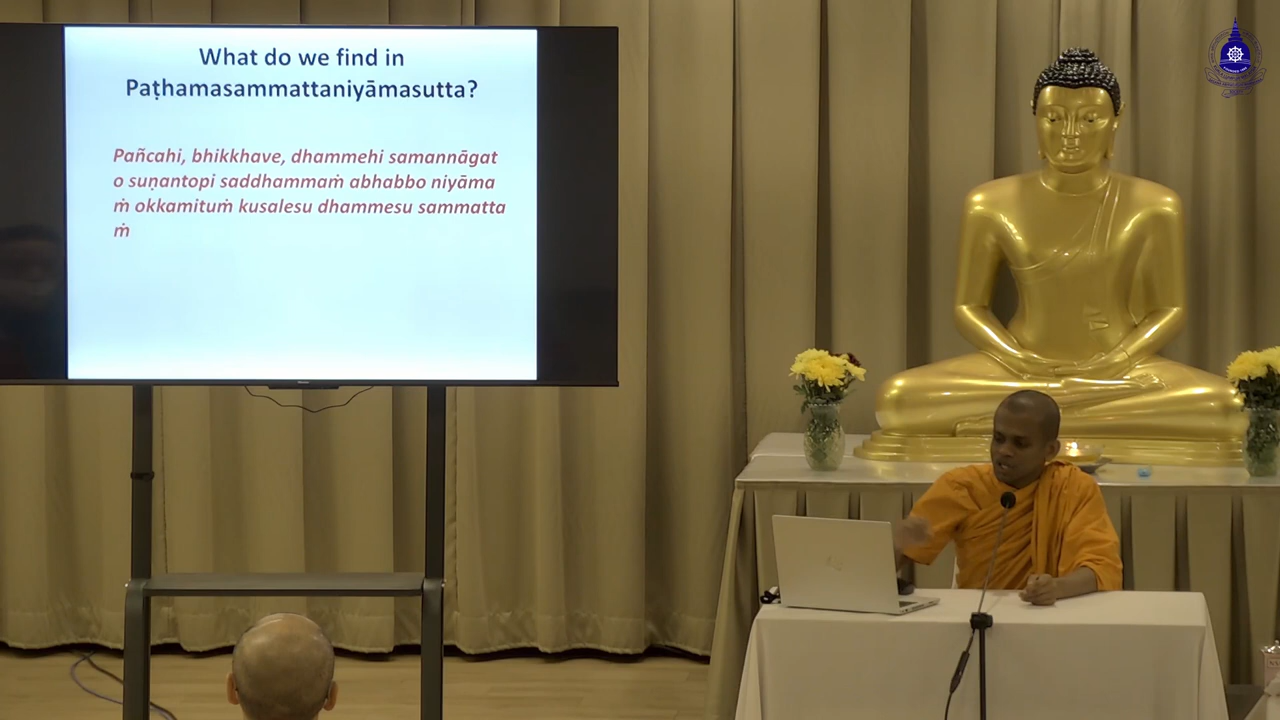 What do we find in
Paṭhamasammattaniyāmasutta?
Pañcahi, bhikkhave, dhammehi samannāgat
o suṇantopi saddhammaṁ abhabbo niyāma
ṁ okkamituṁ kusalesu dhammesu sammatta
ṁ